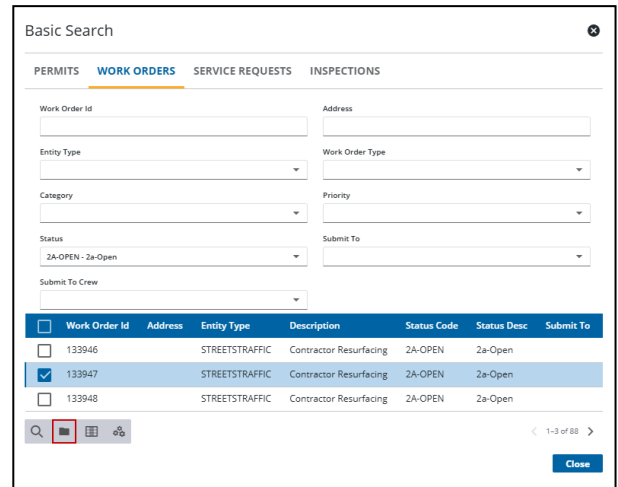 Basic Search
PERMITS WORK ORDERS SERVICE REQUESTS INSPECTIONS
Work Order Id Address
Entity Type Work Order Type
Category Priority
Status Submit To
2A-OPEN - 2a-Open
Submit To Crew
Work Order Id Address Entity Type Description Status Code Status Desc Submit To
133946 STREETSTRAFFIC Contractor Resurfacing 2A-OPEN 2a-Open
133947 STREETSTRAFFIC Contractor Resurfacing 2A-OPEN 2a-Open
133948 STREETSTRAFFIC Contractor Resurfacing 2A-OPEN 2a-Open
1–3 of 88
Close